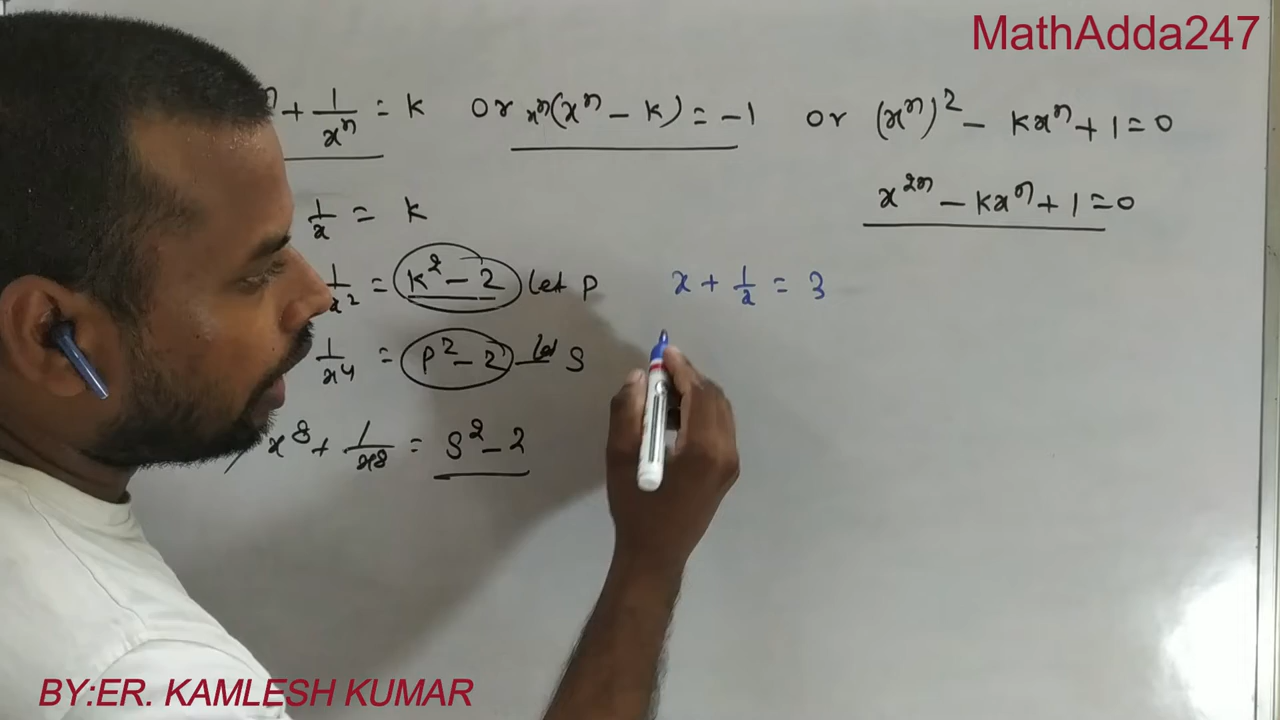 MathAdda247
n + 1/xⁿ = k or xⁿ(xⁿ - k) = -1 or (xⁿ)² - kxⁿ + 1 = 0
x²ⁿ - kxⁿ + 1 = 0
1/x = k
1/x² = k² - 2 let P x + 1/x = 3
1/x⁴ = P² - 2 let S
x⁸ + 1/x⁸ = S² - 2
BY:ER. KAMLESH KUMAR